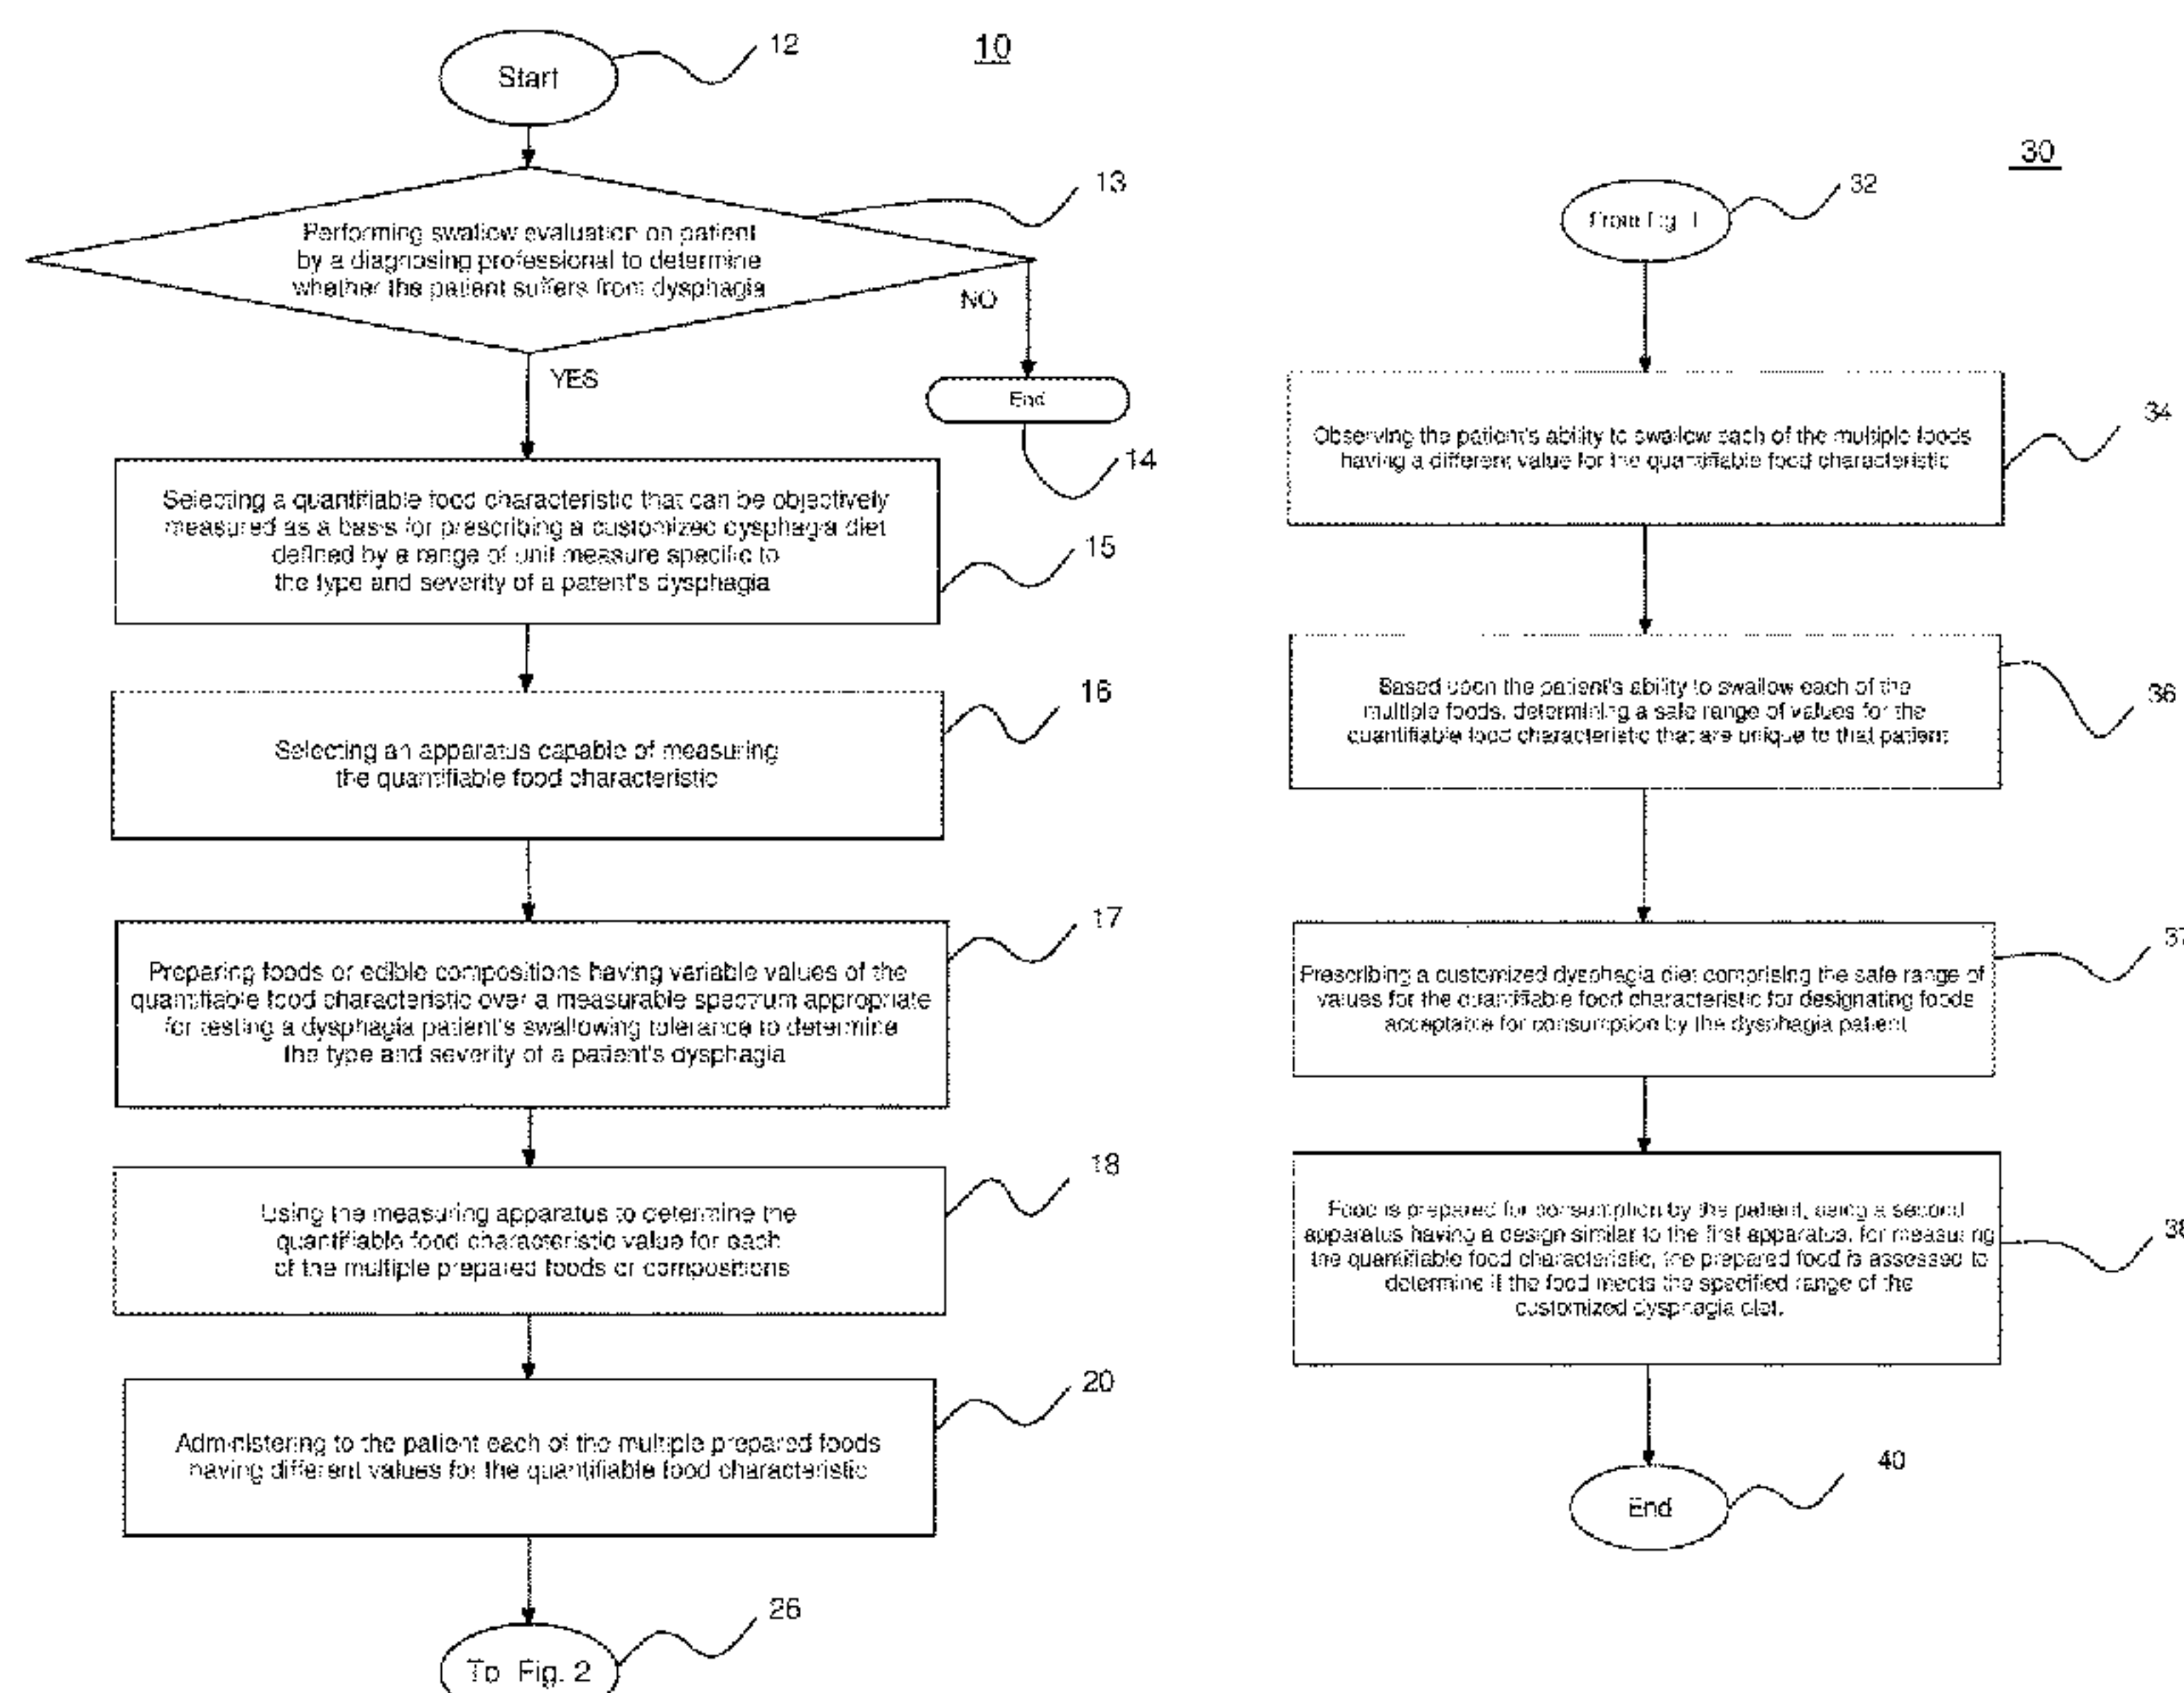 10
Start
12
Performing swallow evaluation on patient
by a diagnosing professional to determine
whether the patient suffers from dysphagia
13
NO
End
14
YES
Selecting a quantifiable food characteristic that can be objectively
measured as a basis for prescribing a customized dysphagia diet
defined by a range of unit measure specific to
the type and severity of a patent's dysphagia
15
Selecting an apparatus capable of measuring
the quantifiable food characteristic
16
Preparing foods or edible compositions having variable values of the
quantifiable food characteristic over a measurable spectrum appropriate
for testing a dysphagia patient's swallowing tolerance to determine
the type and severity of a patient's dysphagia
17
Using the measuring apparatus to determine the
quantifiable food characteristic value for each
of the multiple prepared foods or compositions
18
Administering to the patient each of the multiple prepared foods
having different values for the quantifiable food characteristic
20
To Fig. 2
26
30
From Fig. 1
32
Observing the patient's ability to swallow each of the multiple foods
having a different value for the quantifiable food characteristic
34
Based upon the patient's ability to swallow each of the
multiple foods, determining a safe range of values for the
quantifiable food characteristic that are unique to that patient
36
Prescribing a customized dysphagia diet comprising the safe range of
values for the quantifiable food characteristic for designating foods
acceptable for consumption by the dysphagia patient
37
Food is prepared for consumption by the patient, using a second
apparatus having a design similar to the first apparatus, for measuring
the quantifiable food characteristic, the prepared food is assessed to
determine if the food meets the specified range of the
customized dysphagia diet.
38
End
40